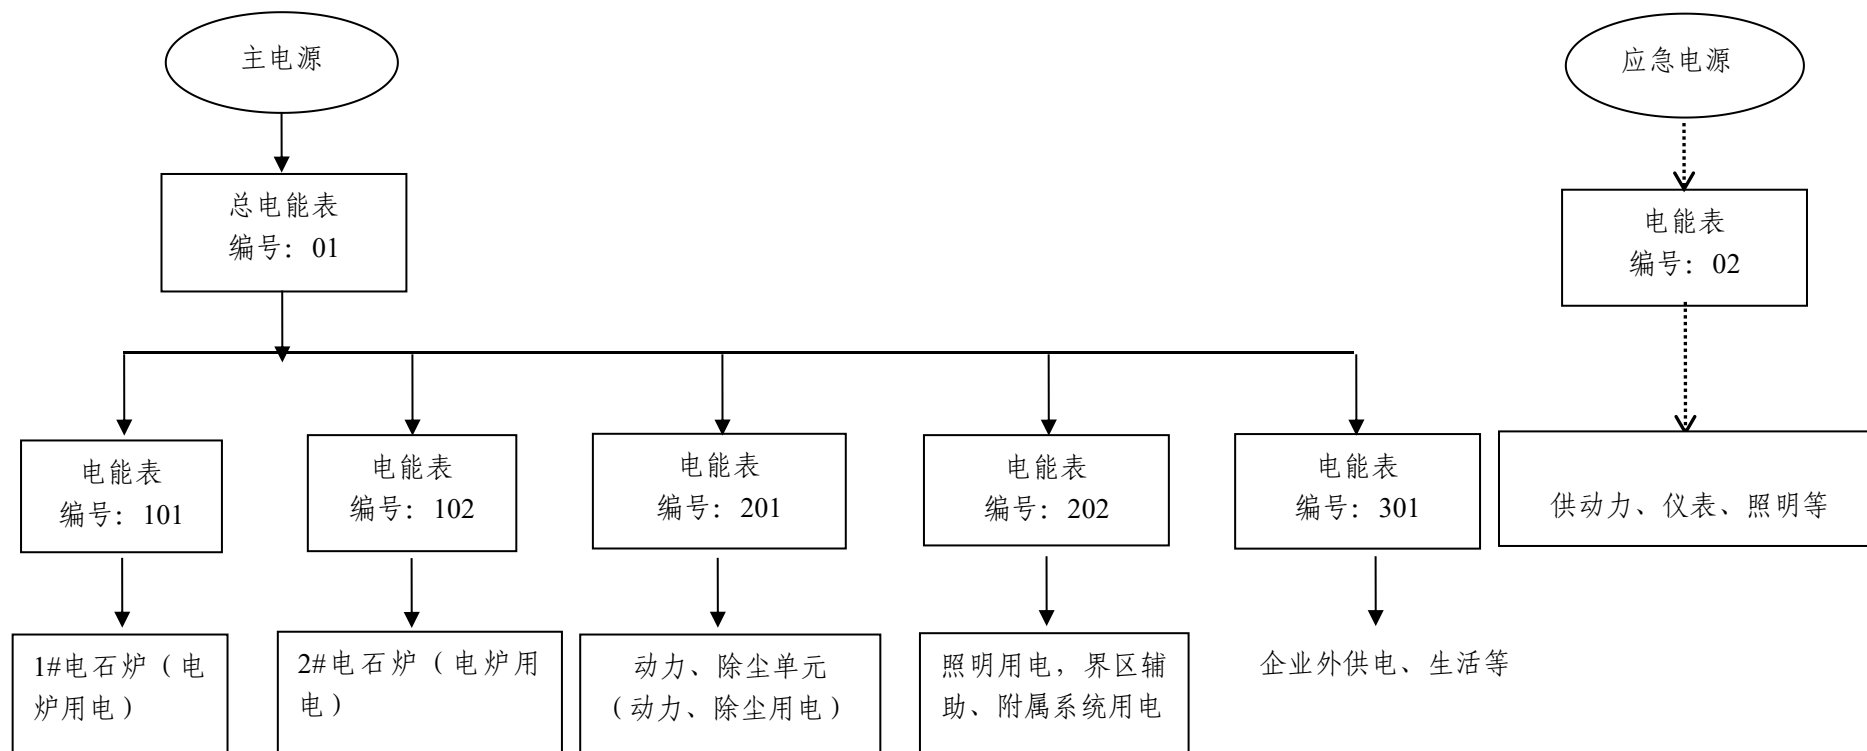 主电源
应急电源
总电能表
编号：01
电能表
编号：02
电能表
编号：101
电能表
编号：102
电能表
编号：201
电能表
编号：202
电能表
编号：301
供动力、仪表、照明等
1#电石炉（电
炉用电）
2#电石炉（电炉用
电）
动力、除尘单元
（动力、除尘用电）
照明用电，界区辅
助、附属系统用电
企业外供电、生活等